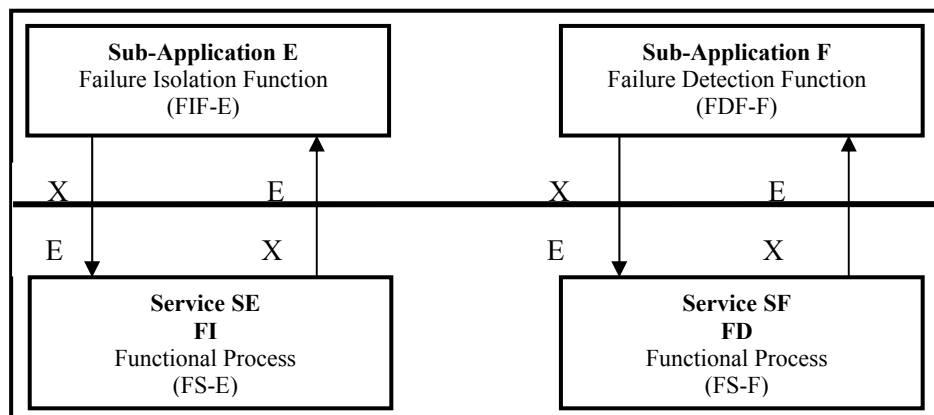 Sub-Application E
Failure Isolation Function
(FIF-E)
Sub-Application F
Failure Detection Function
(FDF-F)
X
E
X
E
E
X
E
X
Service SE
FI
Functional Process
(FS-E)
Service SF
FD
Functional Process
(FS-F)